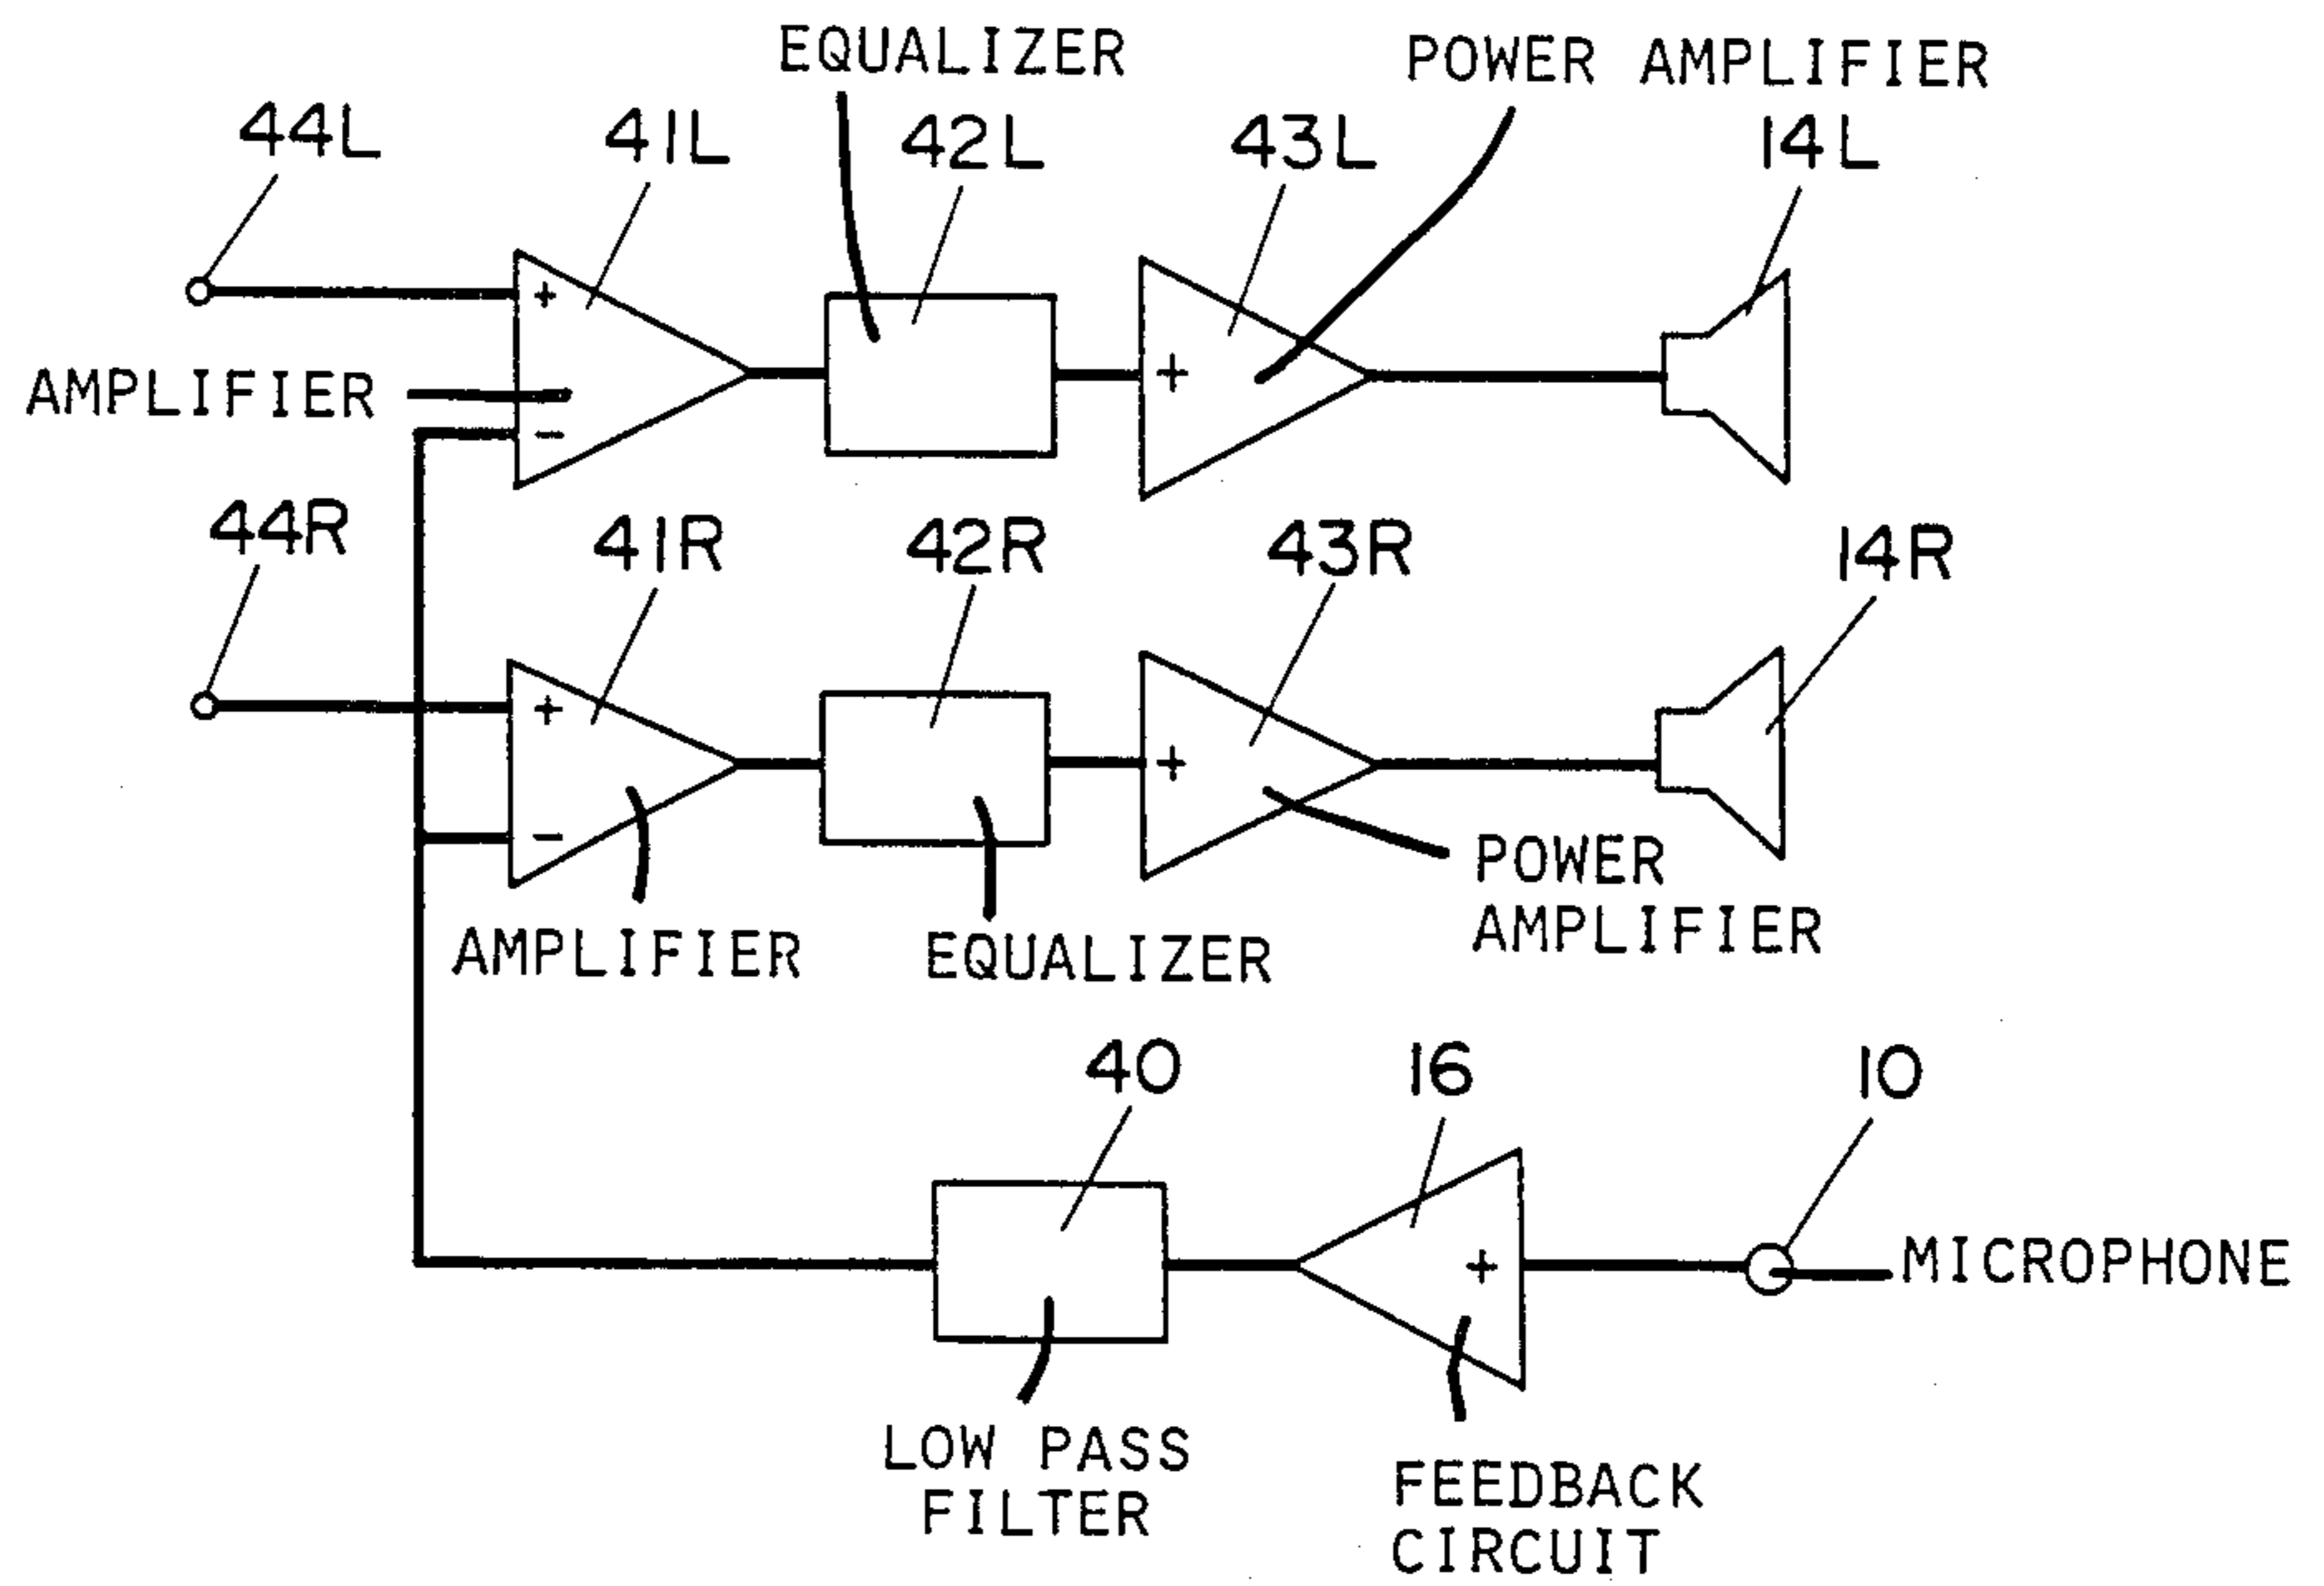 EQUALIZER
POWER AMPLIFIER
44L
41L
42L
43L
14L
+
AMPLIFIER
+
−
44R
41R
42R
43R
14R
+
+
−
POWER
AMPLIFIER
AMPLIFIER
EQUALIZER
40
16
10
+
MICROPHONE
LOW PASS
FILTER
FEEDBACK
CIRCUIT